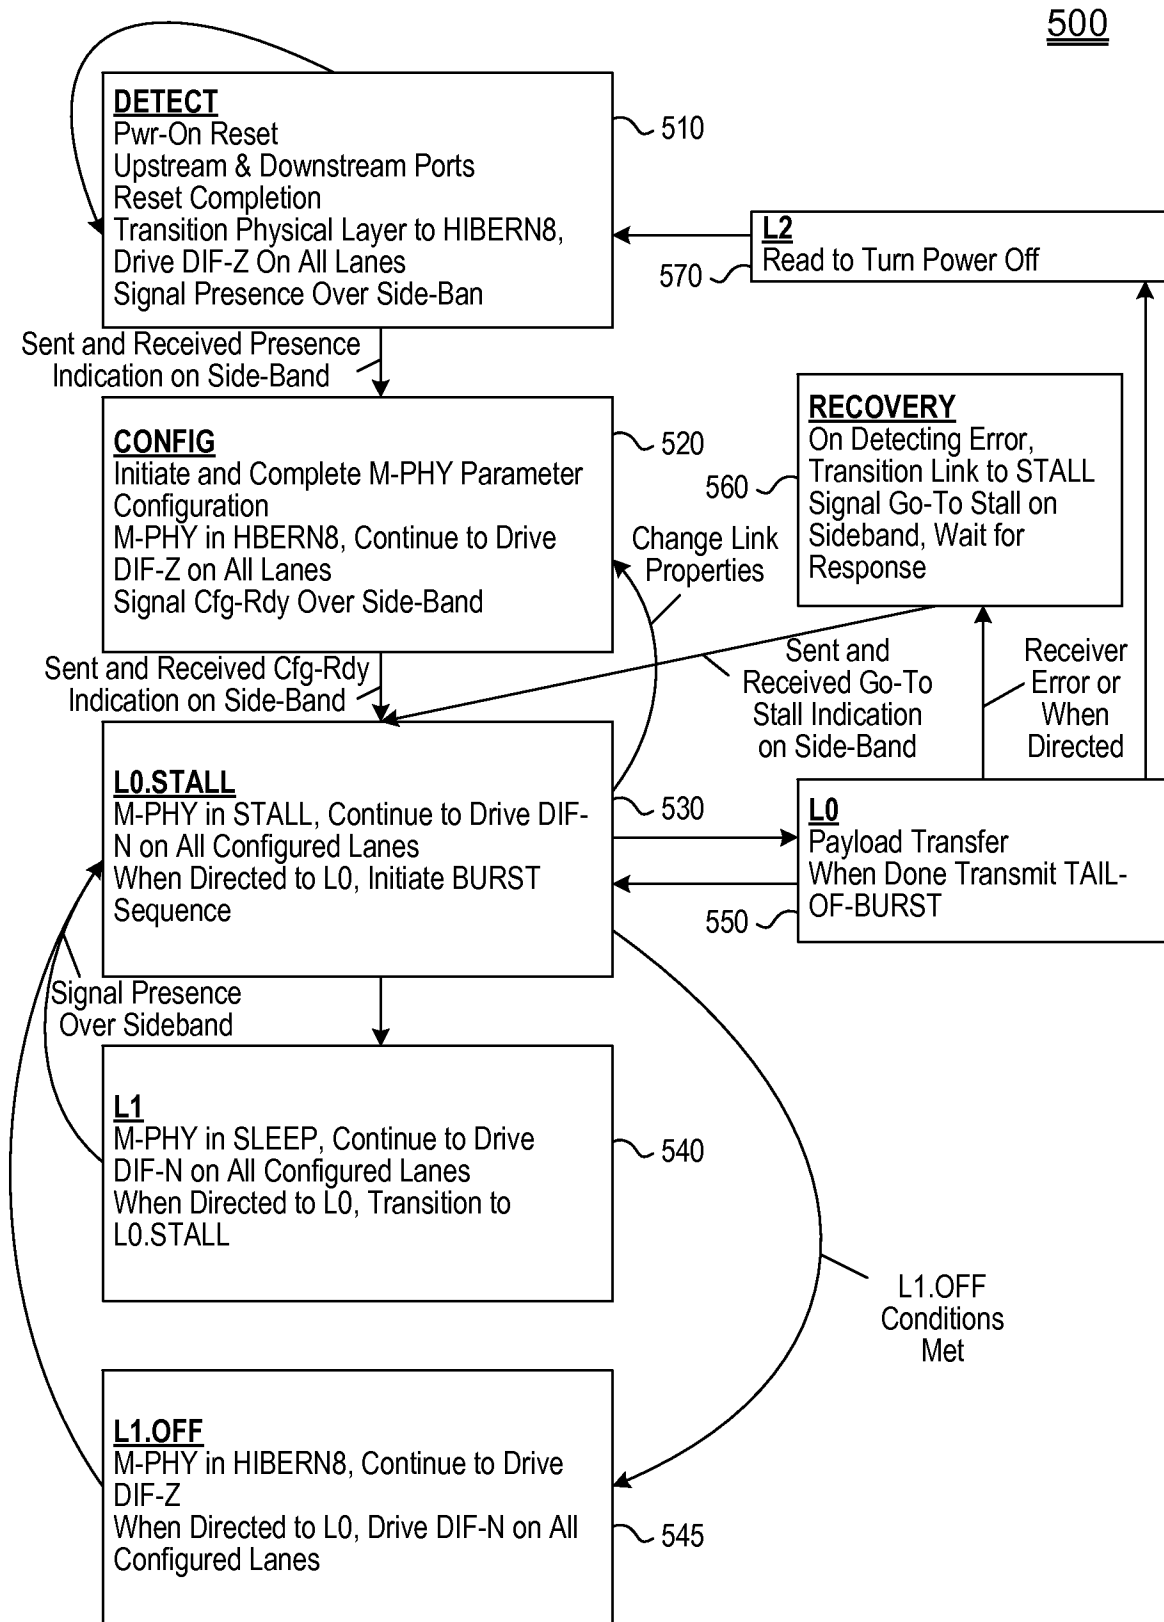 500
DETECT
Pwr-On Reset
Upstream & Downstream Ports
Reset Completion
Transition Physical Layer to HIBERN8,
Drive DIF-Z On All Lanes
Signal Presence Over Side-Ban
510
L2
Read to Turn Power Off
570
Sent and Received Presence
Indication on Side-Band
CONFIG
Initiate and Complete M-PHY Parameter
Configuration
M-PHY in HBERN8, Continue to Drive
DIF-Z on All Lanes
Signal Cfg-Rdy Over Side-Band
520
RECOVERY
On Detecting Error,
Transition Link to STALL
Signal Go-To Stall on
Sideband, Wait for
Response
560
Change Link
Properties
Sent and Received Cfg-Rdy
Indication on Side-Band
Sent and
Received Go-To
Stall Indication
on Side-Band
Receiver
Error or
When
Directed
L0.STALL
M-PHY in STALL, Continue to Drive DIF-
N on All Configured Lanes
When Directed to L0, Initiate BURST
Sequence
530
L0
Payload Transfer
When Done Transmit TAIL-
OF-BURST
550
Signal Presence
Over Sideband
L1
M-PHY in SLEEP, Continue to Drive
DIF-N on All Configured Lanes
When Directed to L0, Transition to
L0.STALL
540
L1.OFF
Conditions
Met
L1.OFF
M-PHY in HIBERN8, Continue to Drive
DIF-Z
When Directed to L0, Drive DIF-N on All
Configured Lanes
545